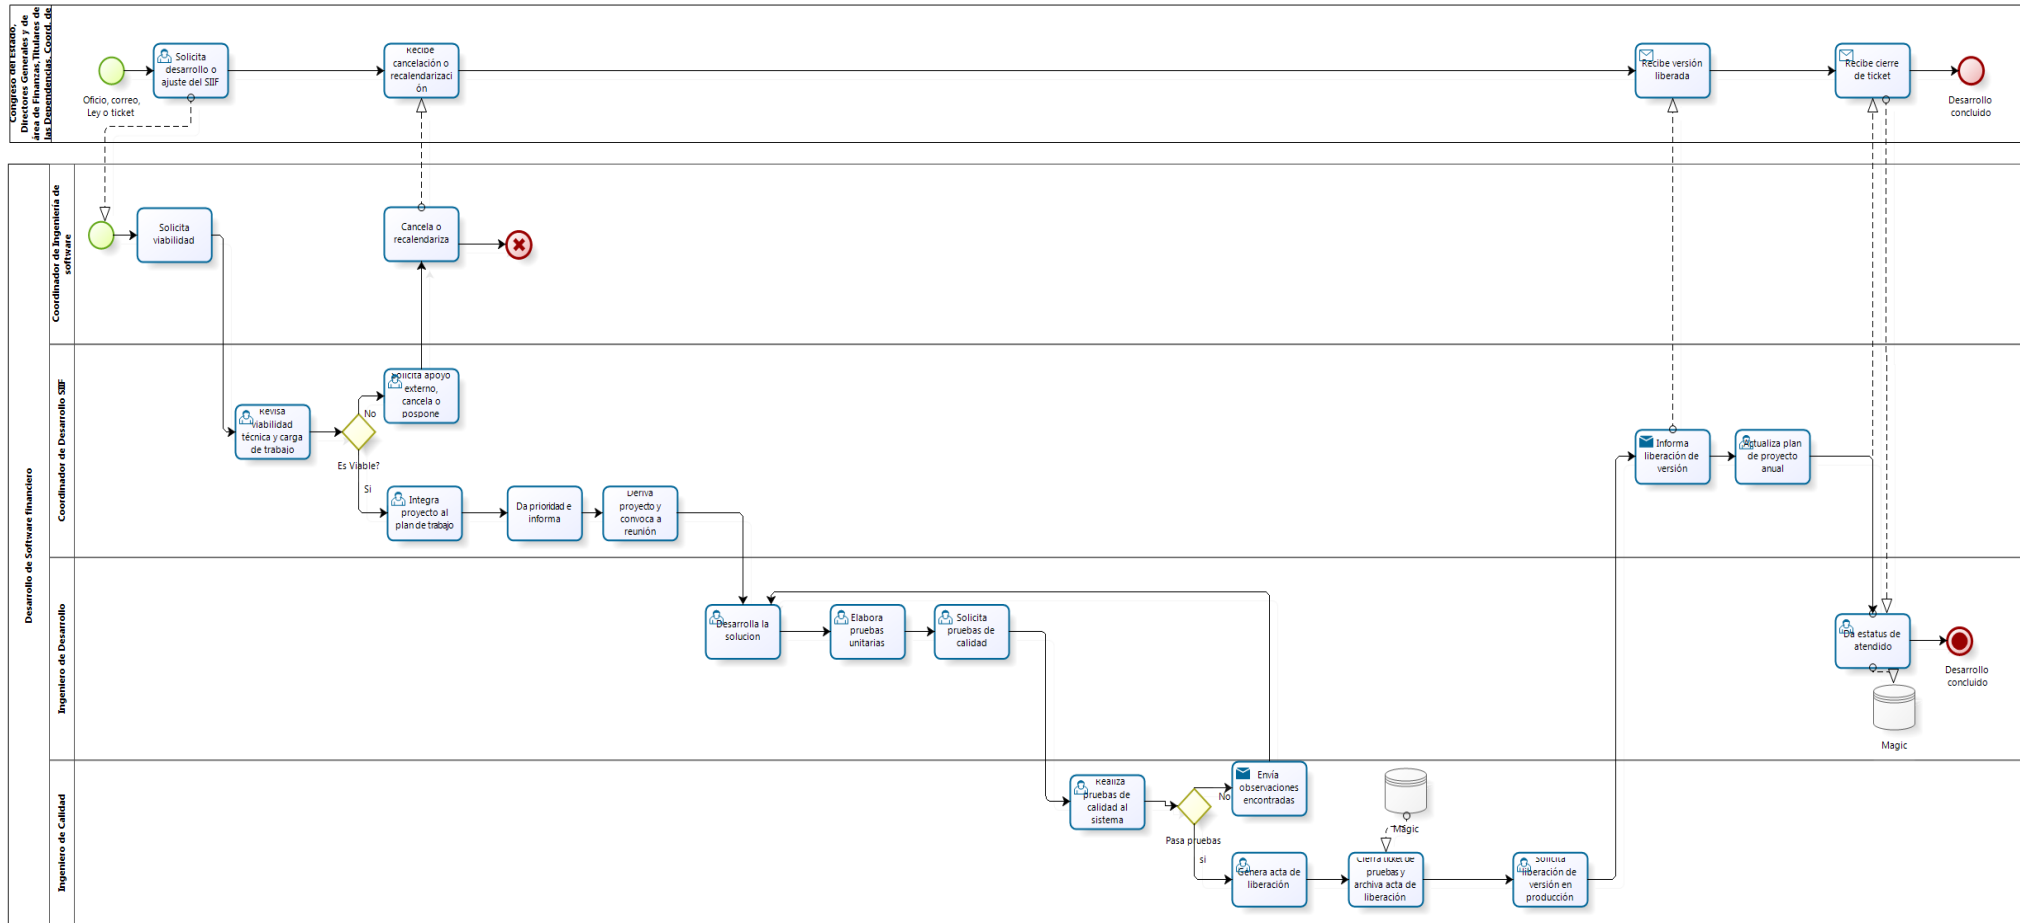 Congreso del Estado,
Directores Generales y de
área de Finanzas, Titulares de
las Dependencias, Coord. de
Oficio, correo,
Ley o ticket
Solicita
desarrollo o
ajuste del SIIF
Recibe
cancelación o
recalendarizaci
ón
Recibe versión
liberada
Recibe cierre
de ticket
Desarrollo
concluido
Desarrollo de Software financiero
Coordinador de Ingeniería de
software
Solicita
viabilidad
Cancela o
recalendariza
Coordinador de Desarrollo SIIF
Revisa
viabilidad
técnica y carga
de trabajo
Es Viable?
No
Si
Solicita apoyo
externo,
cancela o
pospone
Integra
proyecto al
plan de trabajo
Da prioridad e
informa
Deriva
proyecto y
convoca a
reunión
Informa
liberación de
versión
Actualiza plan
de proyecto
anual
Ingeniero de Desarrollo
Desarrolla la
solucion
Elabora
pruebas
unitarias
Solicita
pruebas de
calidad
Da estatus de
atendido
Desarrollo
concluido
Magic
Ingeniero de Calidad
Realiza
pruebas de
calidad al
sistema
Pasa pruebas
No
si
Envía
observaciones
encontradas
Genera acta de
liberación
Magic
Cierra ticket de
pruebas y
archiva acta de
liberación
Solicita
liberación de
versión en
producción